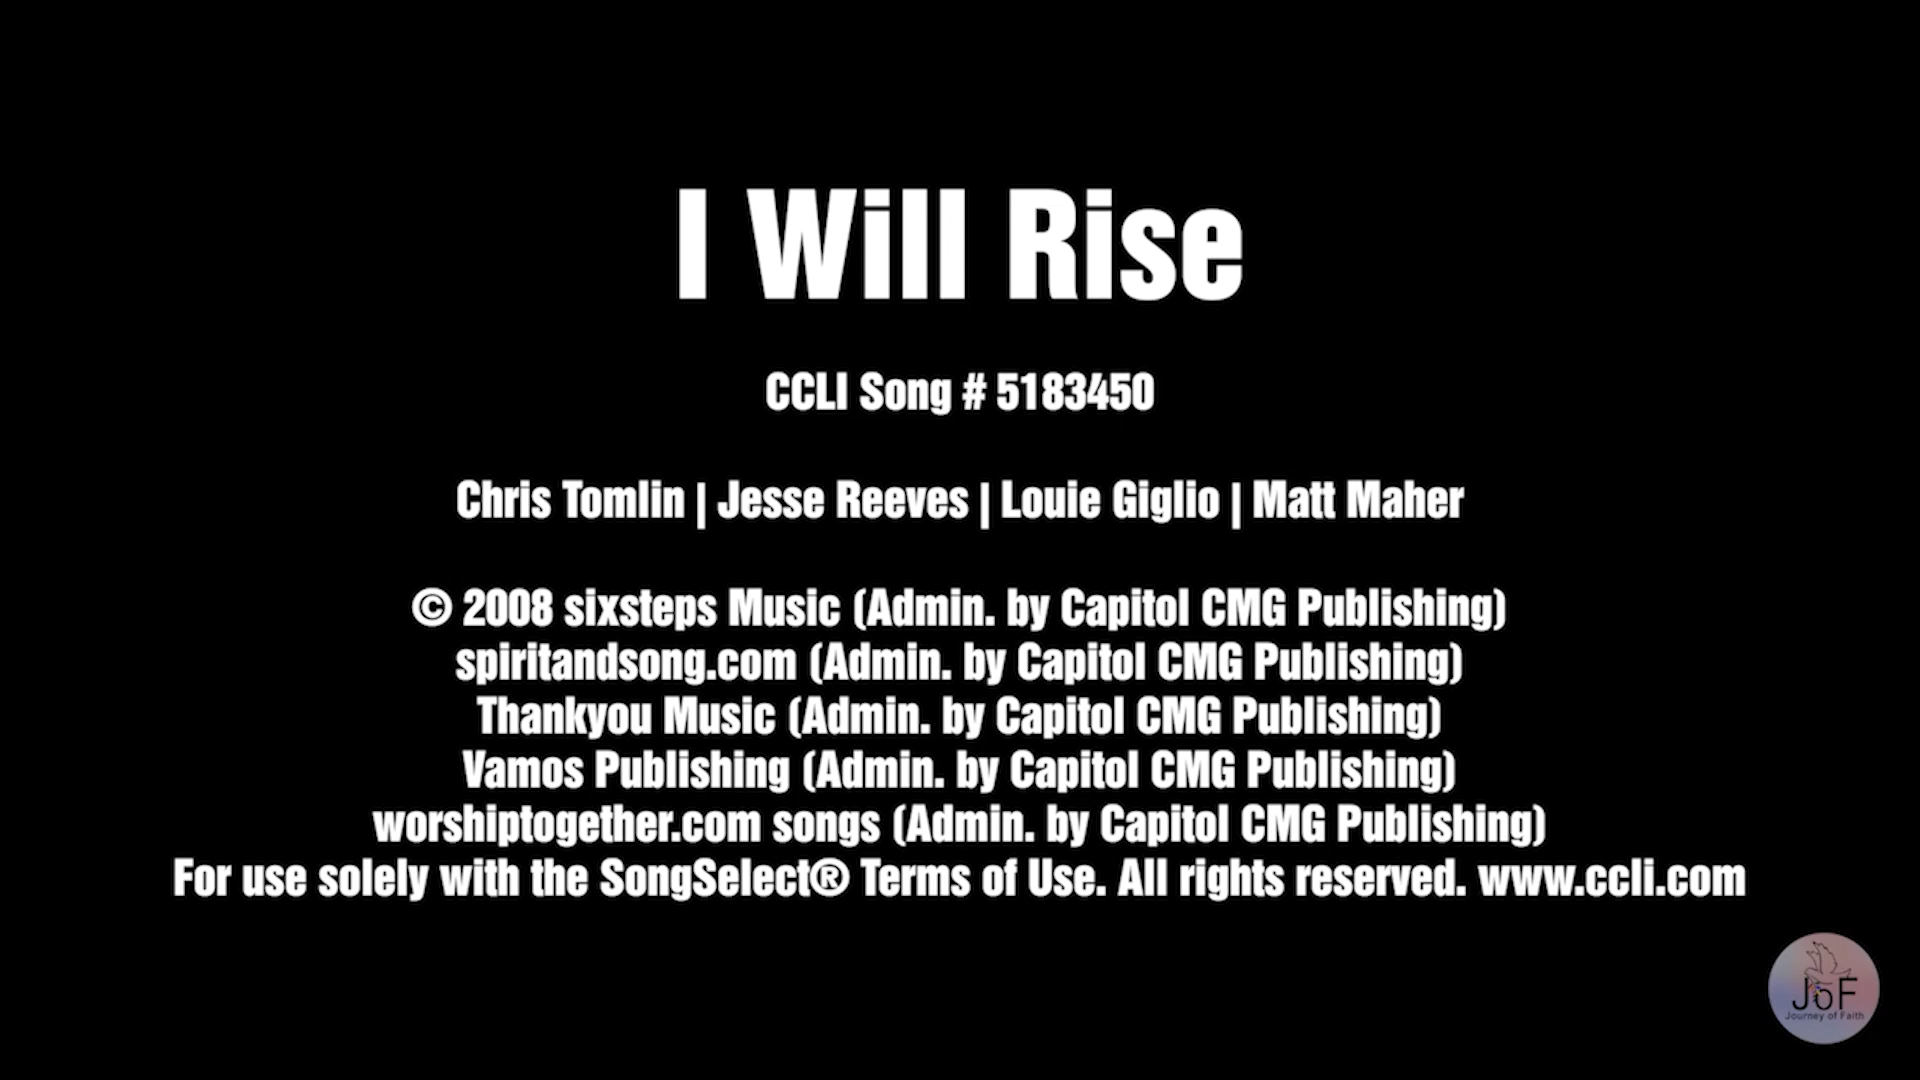 I Will Rise
CCLI Song # 5183450
Chris Tomlin | Jesse Reeves | Louie Giglio | Matt Maher
© 2008 sixsteps Music (Admin. by Capitol CMG Publishing)
spiritandsong.com (Admin. by Capitol CMG Publishing)
Thankyou Music (Admin. by Capitol CMG Publishing)
Vamos Publishing (Admin. by Capitol CMG Publishing)
worshiptogether.com songs (Admin. by Capitol CMG Publishing)
For use solely with the SongSelect® Terms of Use. All rights reserved. www.ccli.com
JoF
Journey of Faith